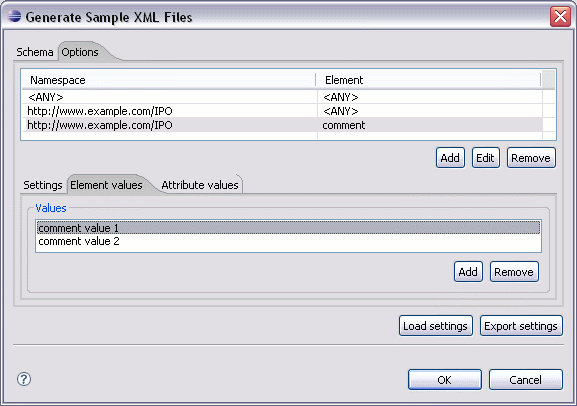 Generate Sample XML Files
Schema Options
Namespace Element
<ANY> <ANY>
http://www.example.com/IPO <ANY>
http://www.example.com/IPO comment
Add Edit Remove
Settings Element values Attribute values
Values
comment value 1
comment value 2
Add Remove
Load settings Export settings
? OK Cancel